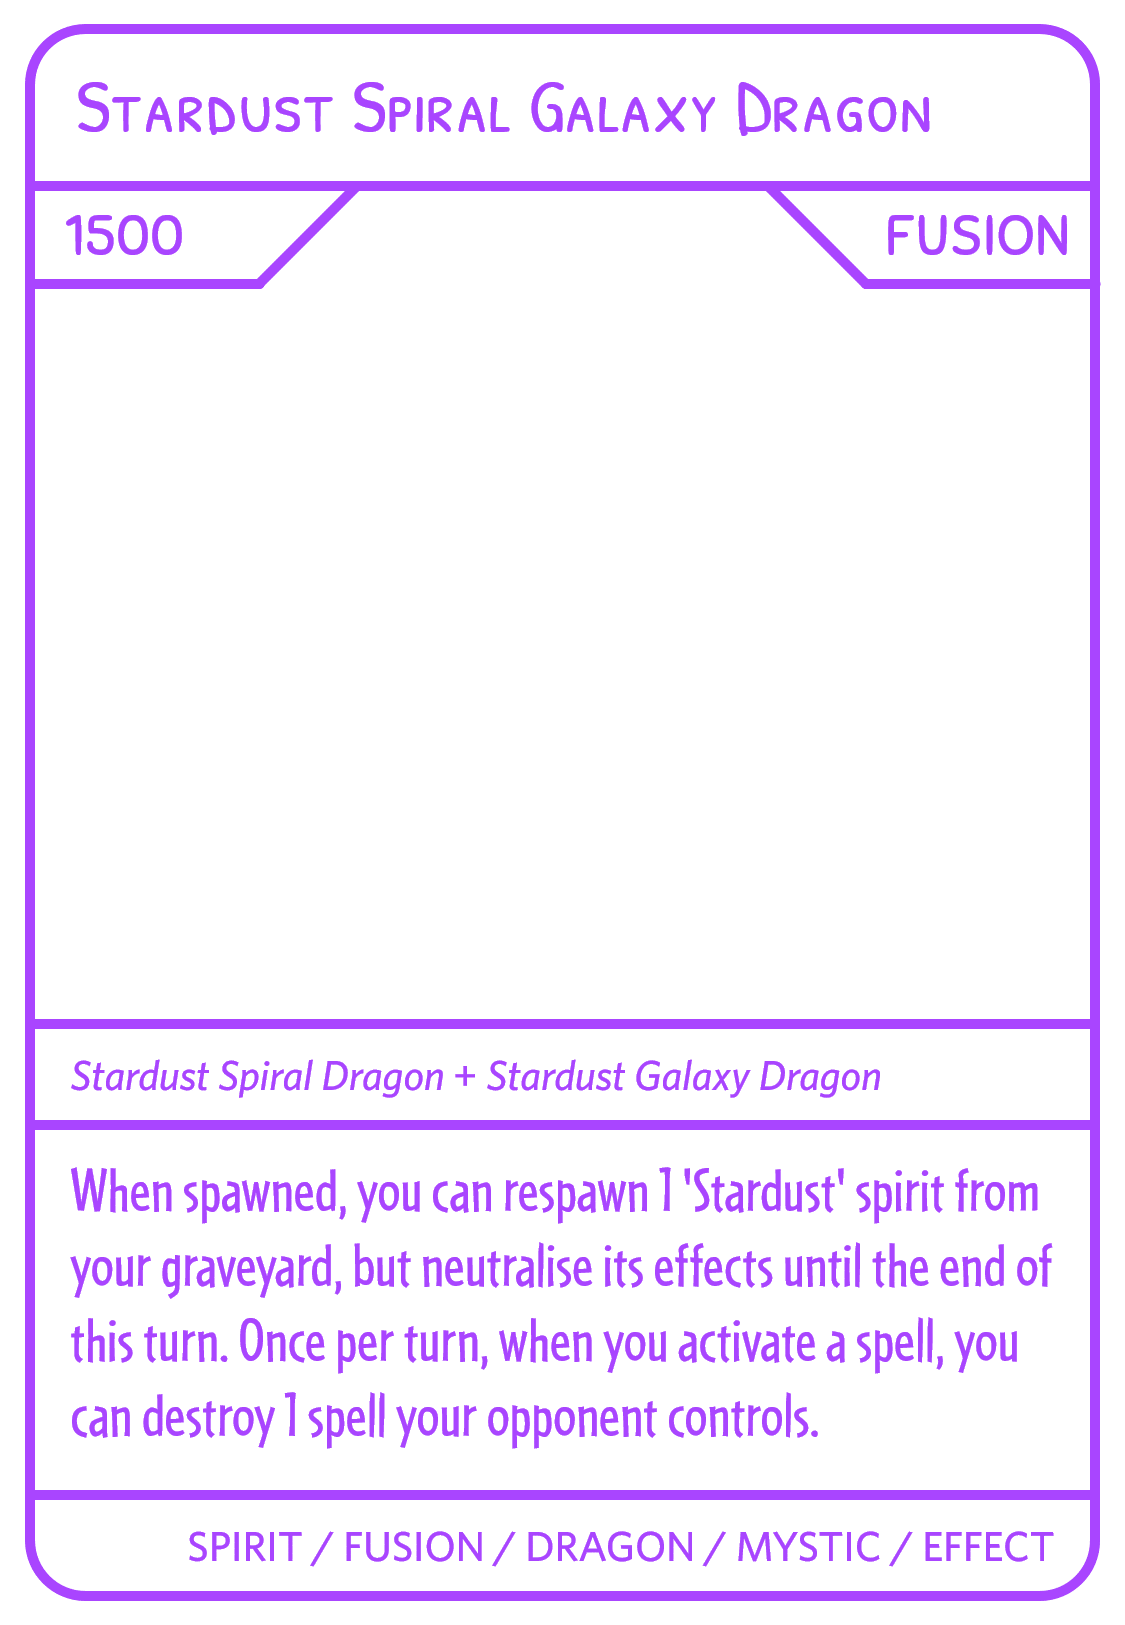 Stardust Spiral Galaxy Dragon
1500
FUSION
Stardust Spiral Dragon + Stardust Galaxy Dragon
When spawned, you can respawn 1 'Stardust' spirit from
your graveyard, but neutralise its effects until the end of
this turn. Once per turn, when you activate a spell, you
can destroy 1 spell your opponent controls.
SPIRIT / FUSION / DRAGON / MYSTIC / EFFECT